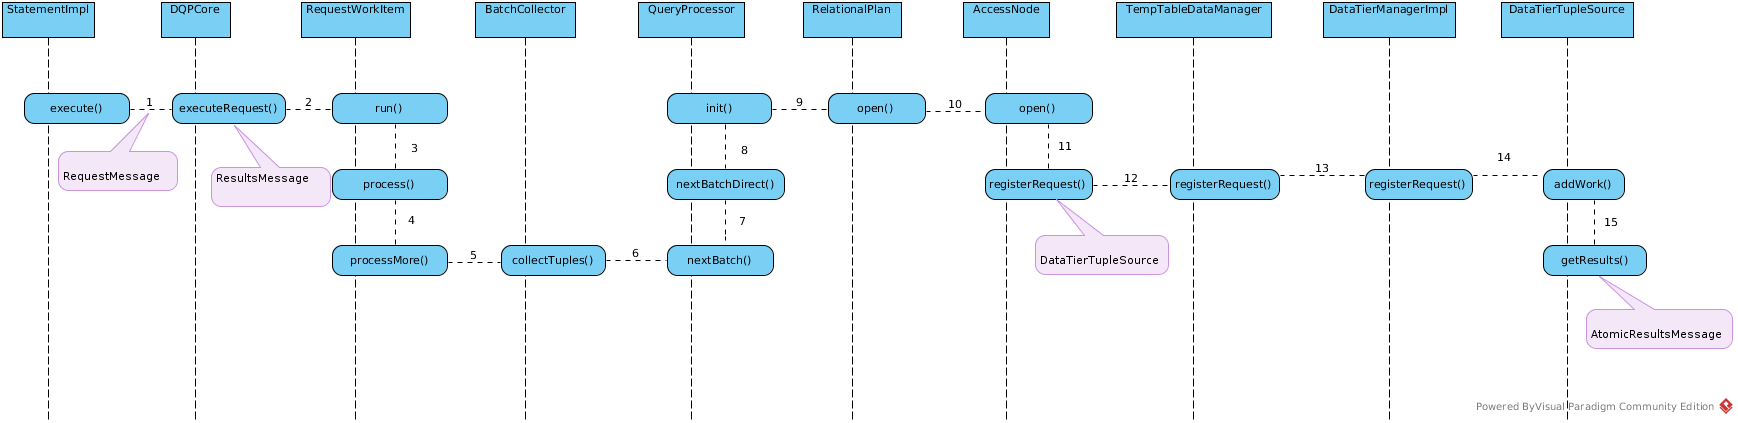 StatementImpl
DQPCore
RequestWorkItem
BatchCollector
QueryProcessor
RelationalPlan
AccessNode
TempTableDataManager
DataTierManagerImpl
DataTierTupleSource
execute()
1
executeRequest()
2
run()
init()
9
open()
10
open()
RequestMessage
ResultsMessage
3
8
11
process()
nextBatchDirect()
registerRequest()
12
registerRequest()
13
registerRequest()
14
addWork()
4
7
15
processMore()
5
collectTuples()
6
nextBatch()
DataTierTupleSource
getResults()
AtomicResultsMessage
Powered ByVisual Paradigm Community Edition